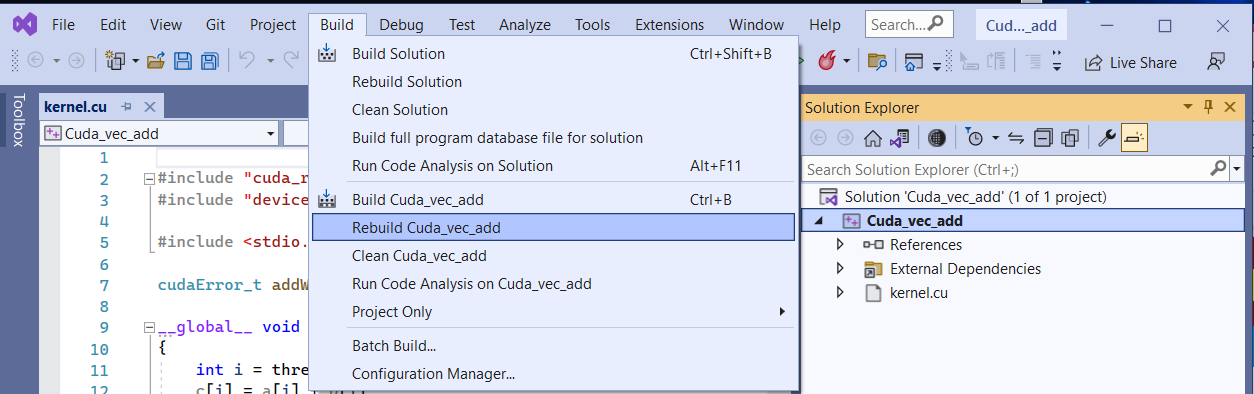 File Edit View Git Project Build Debug Test Analyze Tools Extensions Window Help Search... Cud..._add
Live Share
Toolbox
kernel.cu
Cuda_vec_add
1
2 #include "cuda_r
3 #include "device
4
5 #include <stdio.
6
7 cudaError_t addW
8
9 __global__ void
10 {
11 int i = thre
12 c[i] = a[i]
Build Solution Ctrl+Shift+B
Rebuild Solution
Clean Solution
Build full program database file for solution
Run Code Analysis on Solution Alt+F11
Build Cuda_vec_add Ctrl+B
Rebuild Cuda_vec_add
Clean Cuda_vec_add
Run Code Analysis on Cuda_vec_add
Project Only
Batch Build...
Configuration Manager...
Solution Explorer
Search Solution Explorer (Ctrl+;)
Solution 'Cuda_vec_add' (1 of 1 project)
Cuda_vec_add
References
External Dependencies
kernel.cu